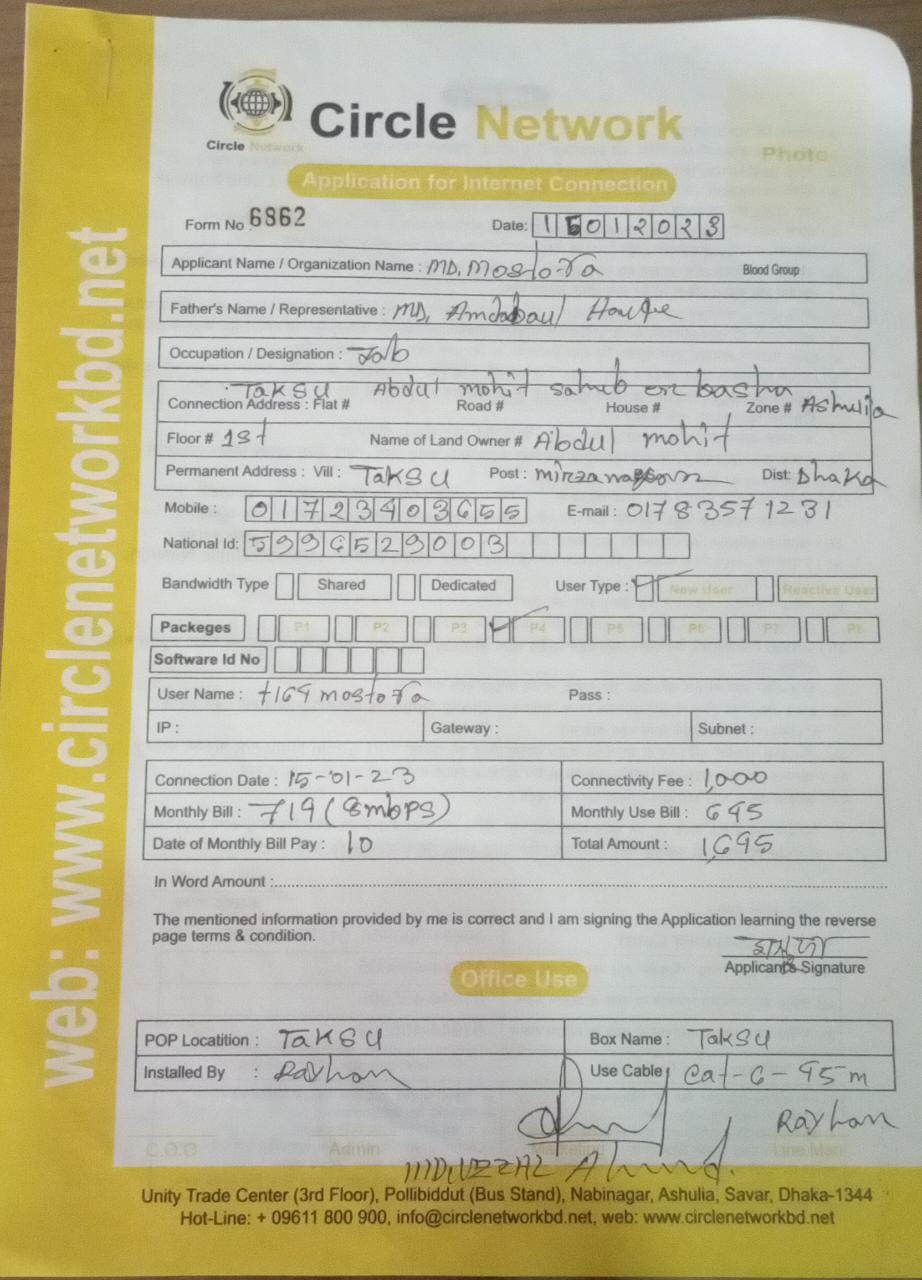 web: www.circlenetworkbd.net
Circle Network
Circle Network
Photo
Application for Internet Connection
Form No 6862 Date: 15012023
Applicant Name / Organization Name : MD. Mostofa Blood Group :
Father's Name / Representative : MD, Haque
Occupation / Designation : Job
Taksu Abdul mohit saheb er basha
Connection Address : Flat # Road # House # Zone # Ashulia
Floor # 1st Name of Land Owner # Abdul mohit
Permanent Address : Vill : Taksu Post : Dist: Dhaka
Mobile : 01723403655 E-mail : 01783571231
National Id: 5996529003
Bandwidth Type Shared Dedicated User Type : New User Reactive User
Packeges P1 P2 P3 P4 P5 P6 P7 P8
Software Id No
User Name : mostofa Pass :
IP : Gateway : Subnet :
Connection Date : 15-01-23 Connectivity Fee : 1,000
Monthly Bill : 719 (8mbps) Monthly Use Bill : 695
Date of Monthly Bill Pay : 10 Total Amount : 1,695
In Word Amount :
The mentioned information provided by me is correct and I am signing the Application learning the reverse
page terms & condition.
Applicant's Signature
Office Use
POP Locatition : Taksu Box Name : Taksu
Installed By : Rayhan Use Cable : Cat-6-95m
Rayhan
C.O.O Admin Marketing Line Man
MD. UZZAL Ahmed.
Unity Trade Center (3rd Floor), Pollibiddut (Bus Stand), Nabinagar, Ashulia, Savar, Dhaka-1344
Hot-Line: + 09611 800 900, info@circlenetworkbd.net, web: www.circlenetworkbd.net